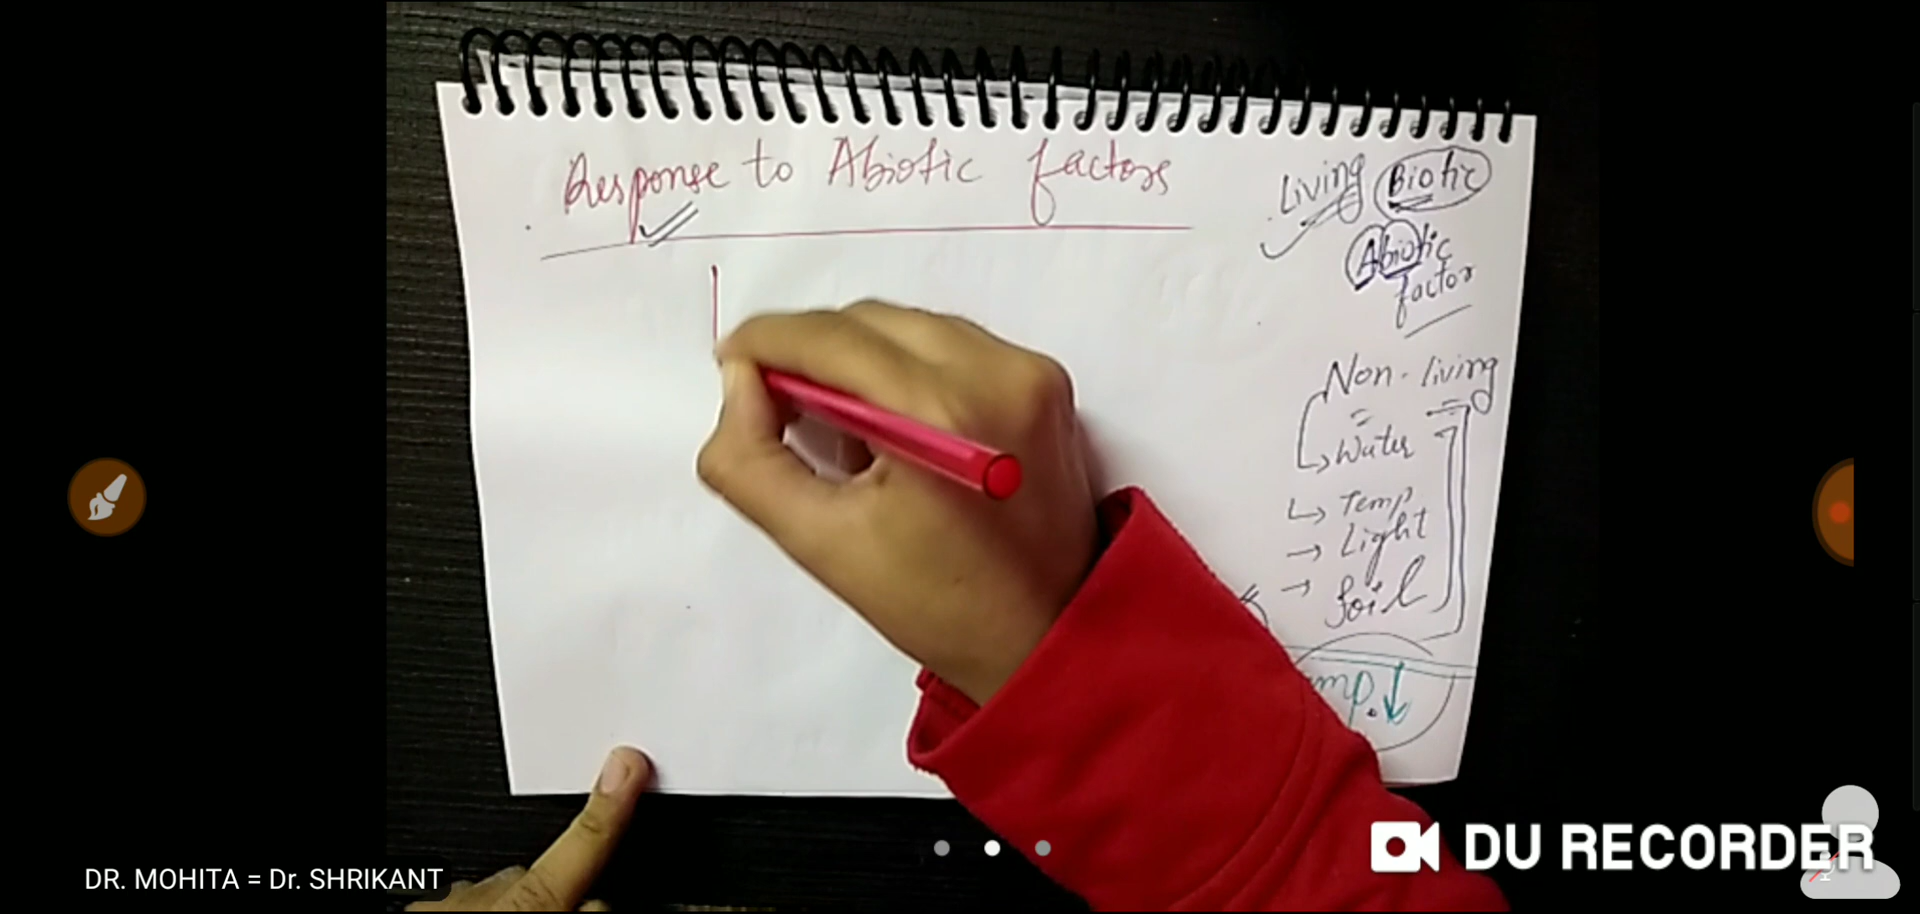 Response to Abiotic factors
Living Biotic
Abiotic
factor
Non-living
Water
Temp
Light
Soil
mp.
DR. MOHITA = Dr. SHRIKANT
DU RECORDER